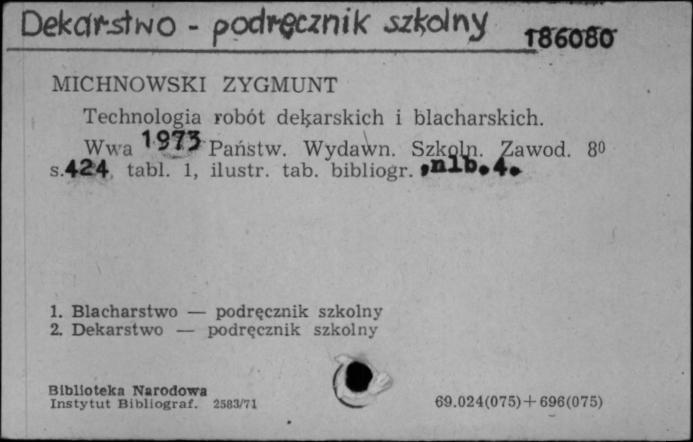 Dekarstwo - podręcznik szkolny 186080
MICHNOWSKI ZYGMUNT
Technologia robót dekarskich i blacharskich.
Wwa 1973 Państw. Wydawn. Szkoln. Zawod. 8⁰
s.424, tabl. 1, ilustr. tab. bibliogr. ,nlb.4.
1. Blacharstwo — podręcznik szkolny
2. Dekarstwo — podręcznik szkolny
Biblioteka Narodowa
Instytut Bibliograf. 2583/71 69.024(075)+696(075)